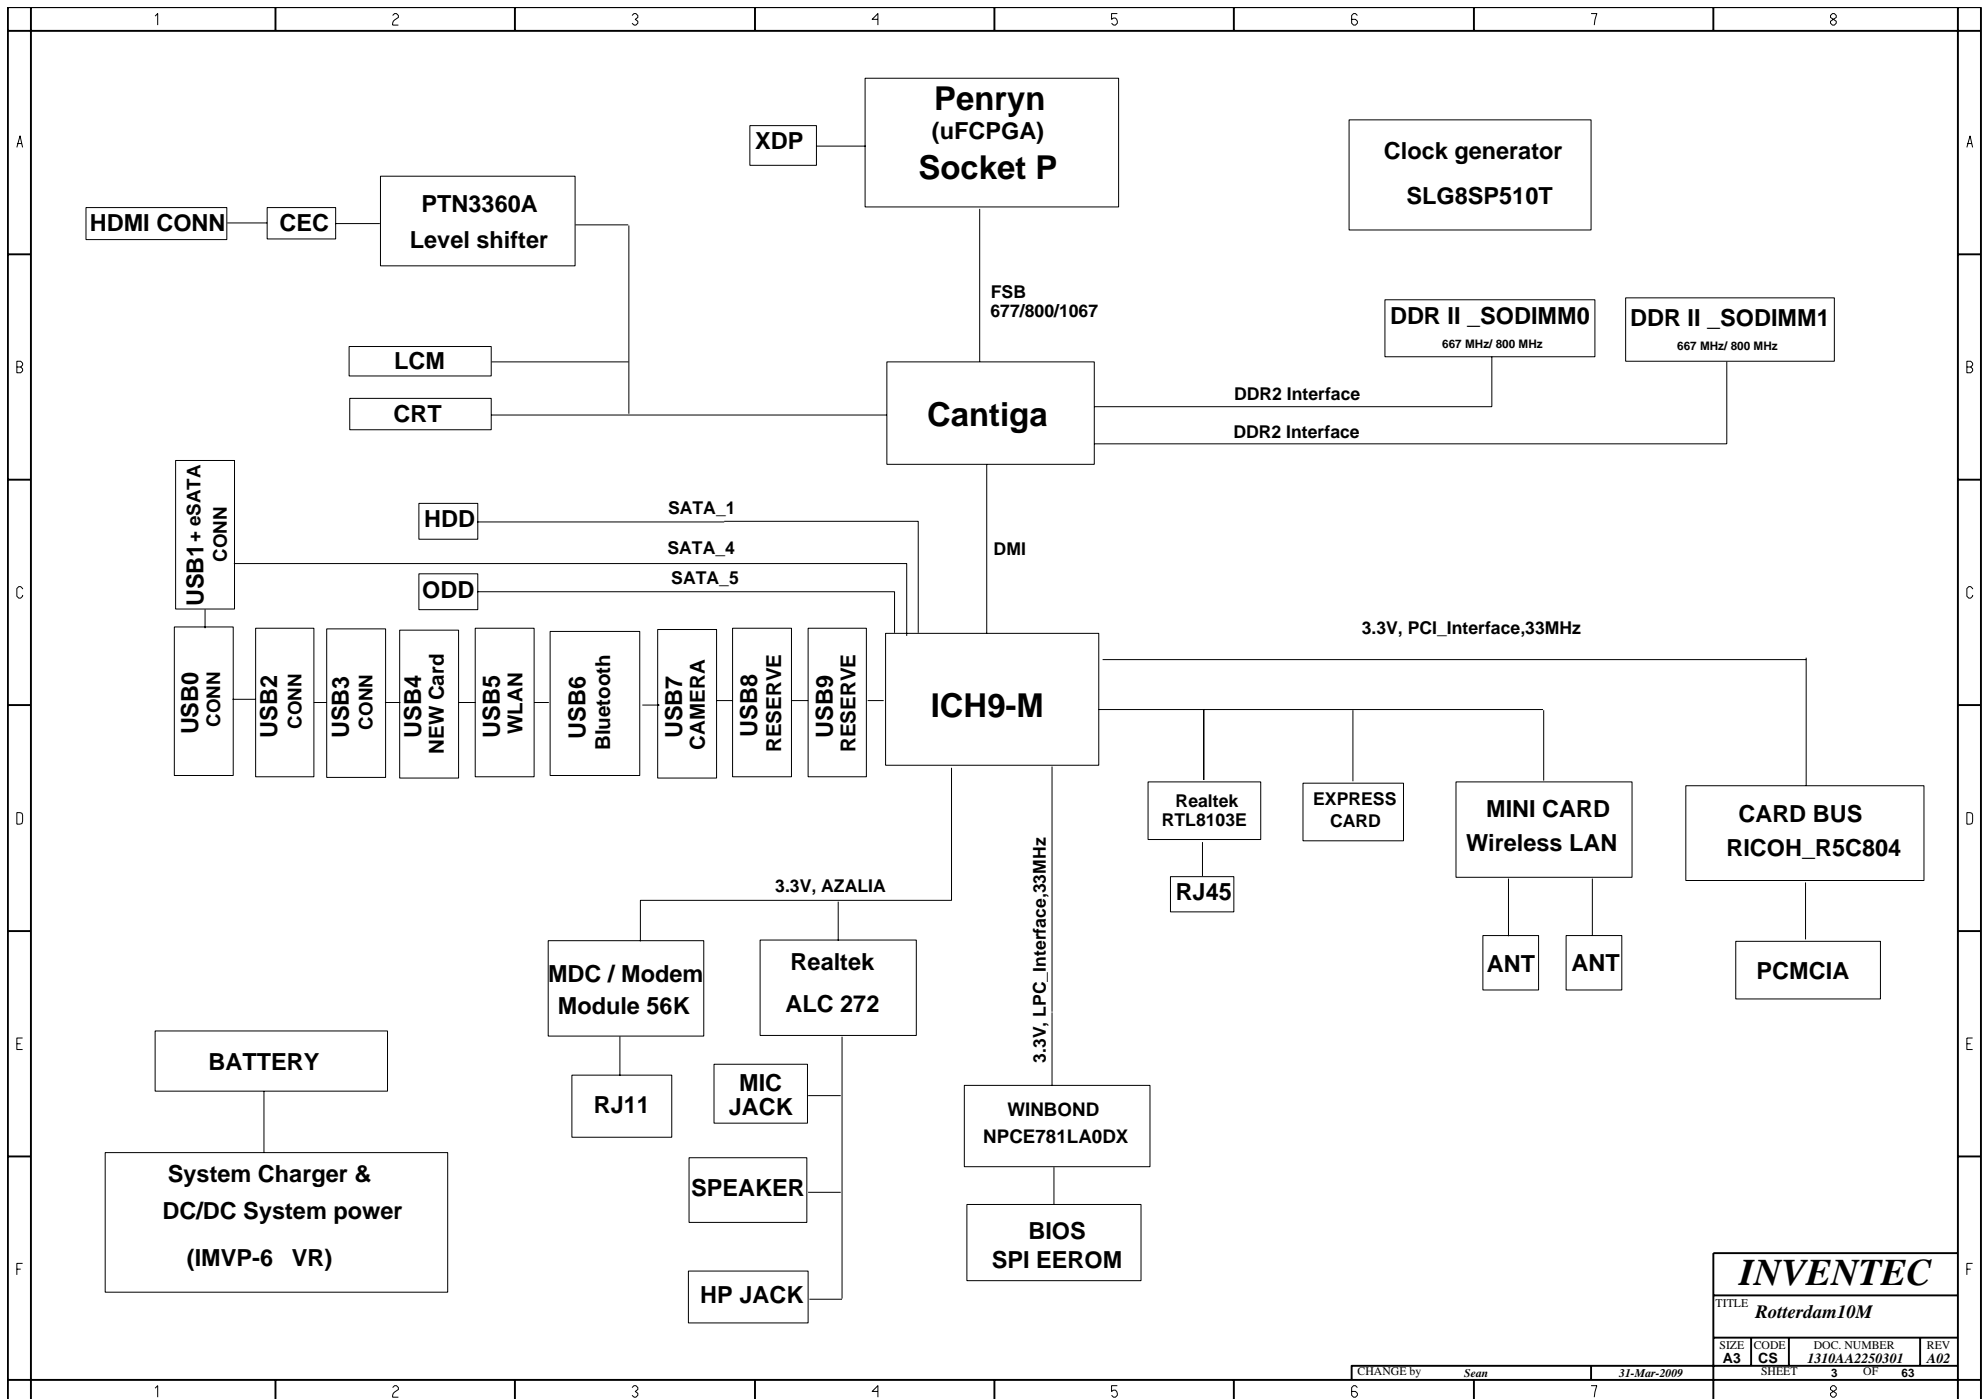 1 2 3 4 5 6 7 8
A A
B B
C C
D D
E E
F F
Penryn
(uFCPGA)
Socket P
XDP
Clock generator
SLG8SP510T
HDMI CONN
CEC
PTN3360A
Level shifter
FSB
677/800/1067
DDR II _SODIMM0
667 MHz/ 800 MHz
DDR II _SODIMM1
667 MHz/ 800 MHz
LCM
CRT
Cantiga
DDR2 Interface
DDR2 Interface
USB1+ eSATA
CONN
HDD
SATA_1
SATA_4
ODD
SATA_5
DMI
3.3V, PCI_Interface,33MHz
USB0
CONN
USB2
CONN
USB3
CONN
USB4
NEW Card
USB5
WLAN
USB6
Bluetooth
USB7
CAMERA
USB8
RESERVE
USB9
RESERVE
ICH9-M
Realtek
RTL8103E
EXPRESS
CARD
MINI CARD
Wireless LAN
CARD BUS
RICOH_R5C804
RJ45
ANT
ANT
PCMCIA
3.3V, AZALIA
3.3V, LPC_Interface,33MHz
MDC / Modem
Module 56K
Realtek
ALC 272
RJ11
MIC
JACK
SPEAKER
HP JACK
WINBOND
NPCE781LA0DX
BIOS
SPI EEROM
BATTERY
System Charger &
DC/DC System power
(IMVP-6 VR)
INVENTEC
TITLE Rotterdam10M
SIZE CODE DOC. NUMBER REV
A3 CS 1310AA2250301 A02
CHANGE by Sean 31-Mar-2009 SHEET 3 OF 63
1 2 3 4 5 6 7 8